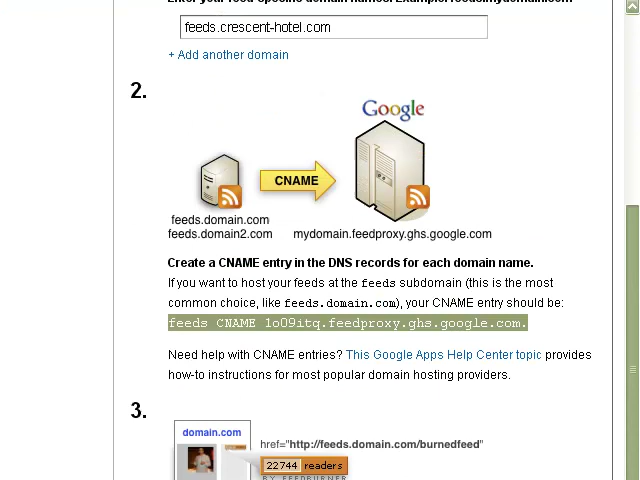 feeds.crescent-hotel.com
+ Add another domain
2.
Google
CNAME
feeds.domain.com
feeds.domain2.com
mydomain.feedproxy.ghs.google.com
Create a CNAME entry in the DNS records for each domain name.
If you want to host your feeds at the feeds subdomain (this is the most
common choice, like feeds.domain.com), your CNAME entry should be:
feeds CNAME 1o09itq.feedproxy.ghs.google.com.
Need help with CNAME entries? This Google Apps Help Center topic provides
how-to instructions for most popular domain hosting providers.
3.
domain.com
href="http://feeds.domain.com/burnedfeed"
22744 readers
BY FEEDBURNER